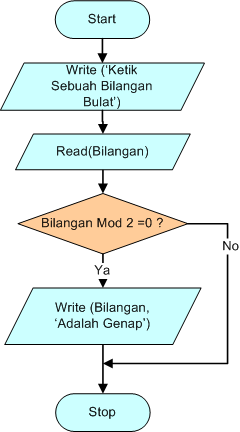 Start
Write (‘Ketik
Sebuah Bilangan
Bulat’)
Read(Bilangan)
Bilangan Mod 2 =0 ?
No
Ya
Write (Bilangan,
‘Adalah Genap’)
Stop